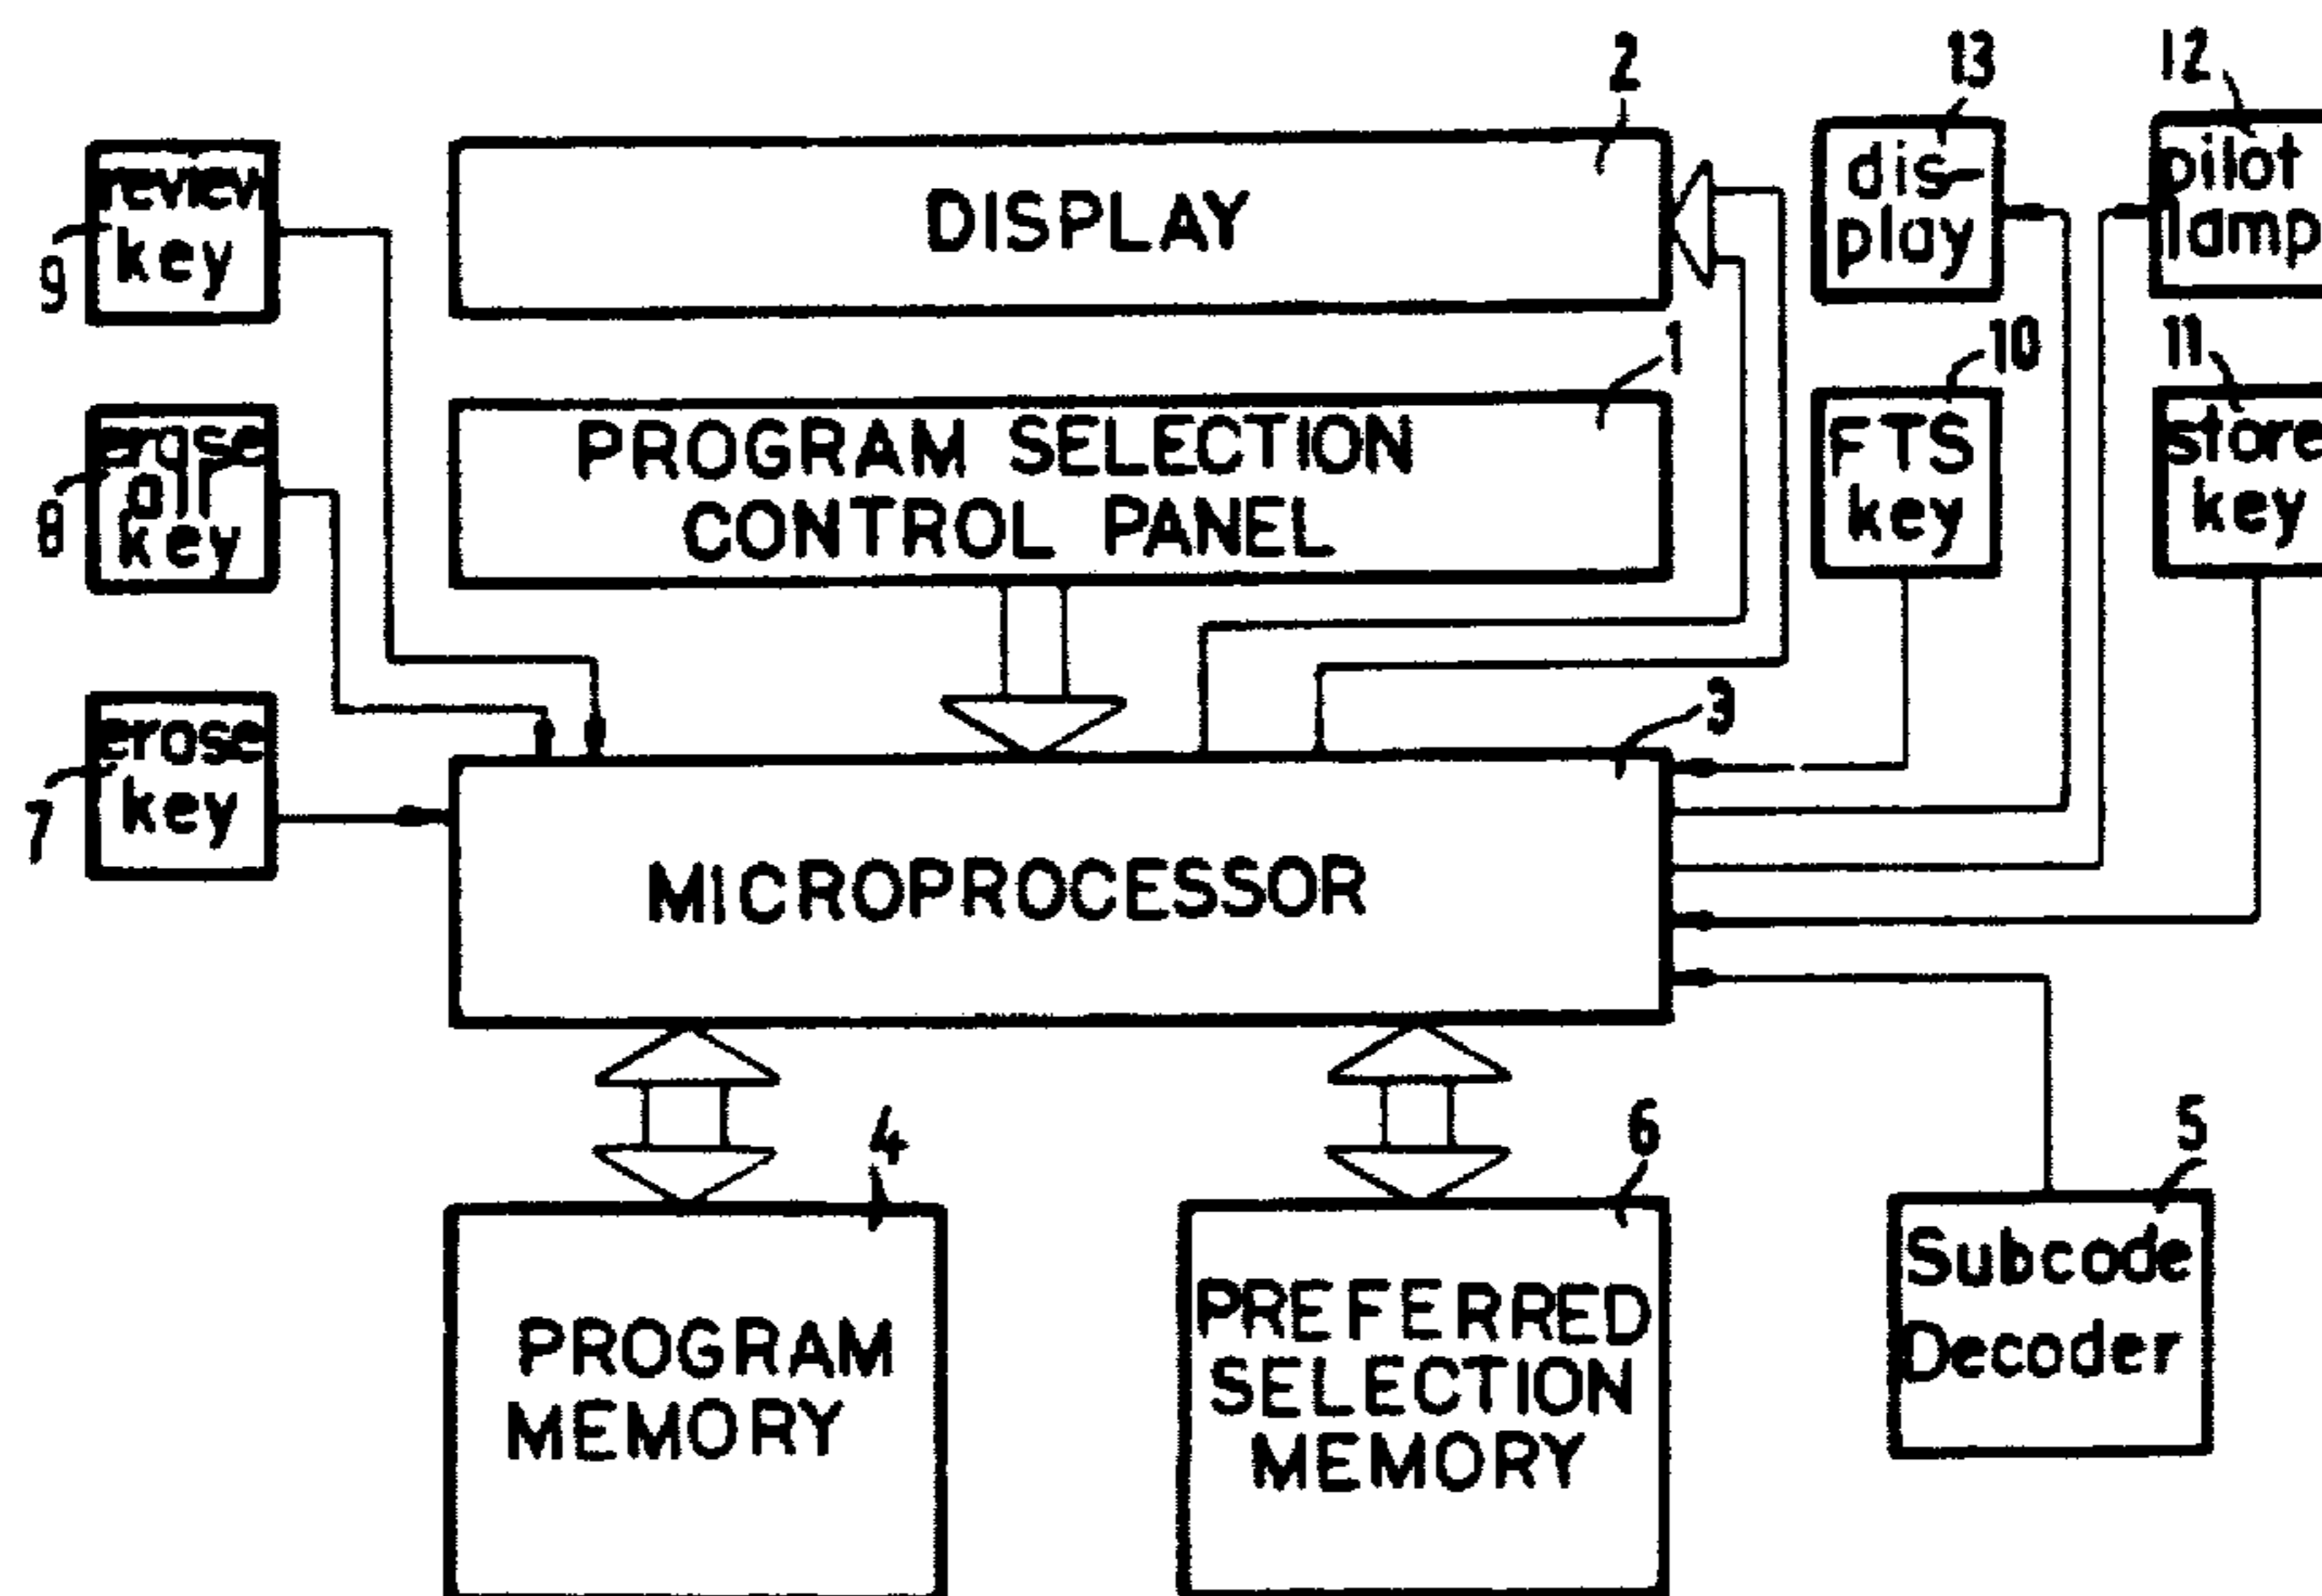 2
13
12
review
key
9
DISPLAY
dis-
play
pilot
lamp
1
10
11
erase
all
key
8
PROGRAM SELECTION
CONTROL PANEL
FTS
key
store
key
3
erase
key
7
MICROPROCESSOR
4
6
5
PROGRAM
MEMORY
PREFERRED
SELECTION
MEMORY
Subcode
Decoder